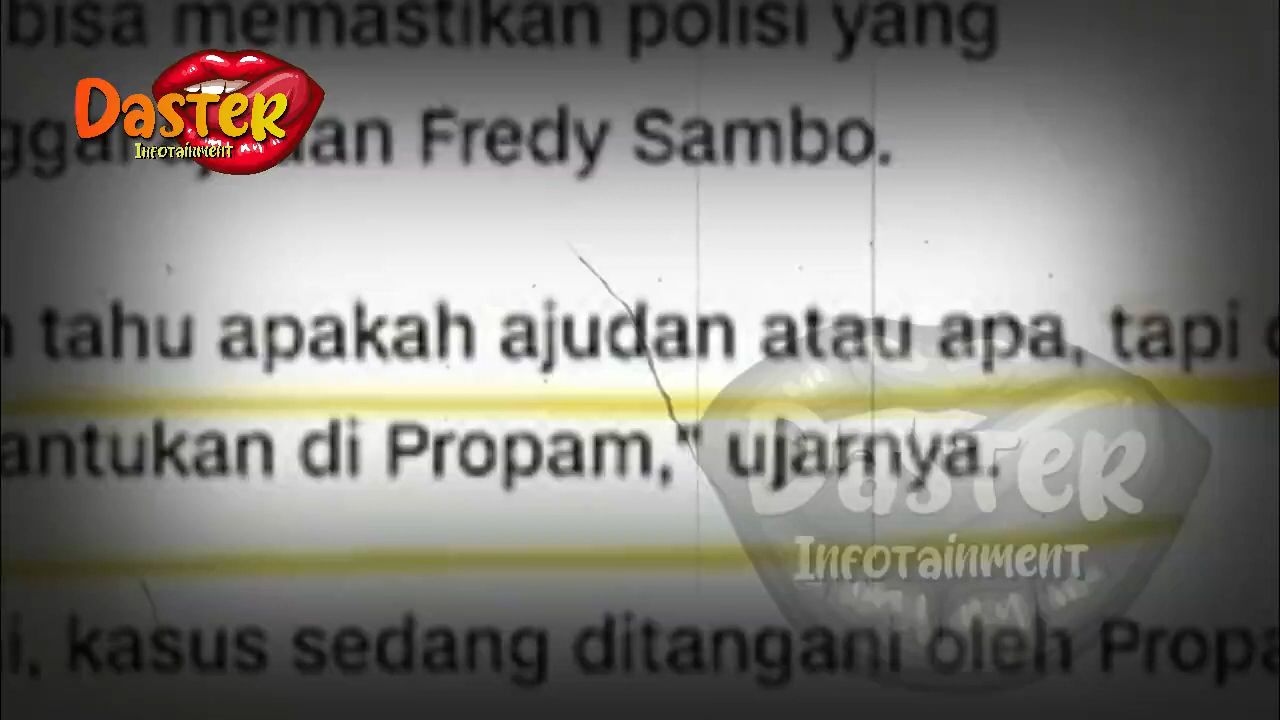 bisa memastikan polisi yang
DASTER
INFOTAINMENT
an Fredy Sambo.
tahu apakah ajudan atau apa, tapi
antukan di Propam," ujarnya.
DASTER
INFOTAINMENT
i, kasus sedang ditangani oleh Propa